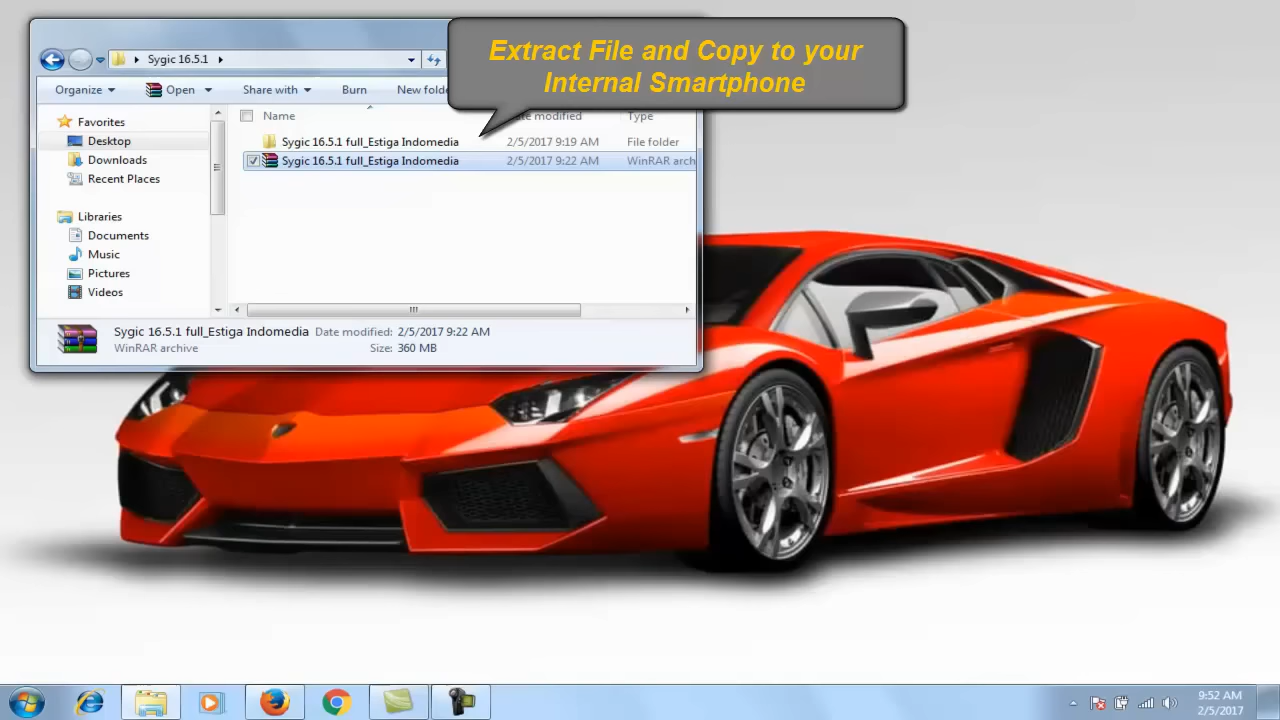 Extract File and Copy to your
Internal Smartphone
Sygic 16.5.1
Organize
Open
Share with
Burn
Name
Type
Favorites
Desktop
Downloads
Recent Places
Libraries
Documents
Music
Pictures
Videos
Sygic 16.5.1 full_Estiga Indomedia 2/5/2017 9:19 AM File folder
Sygic 16.5.1 full_Estiga Indomedia 2/5/2017 9:22 AM WinRAR arch
Sygic 16.5.1 full_Estiga Indomedia Date modified: 2/5/2017 9:22 AM
WinRAR archive Size: 360 MB
9:52 AM
2/5/2017